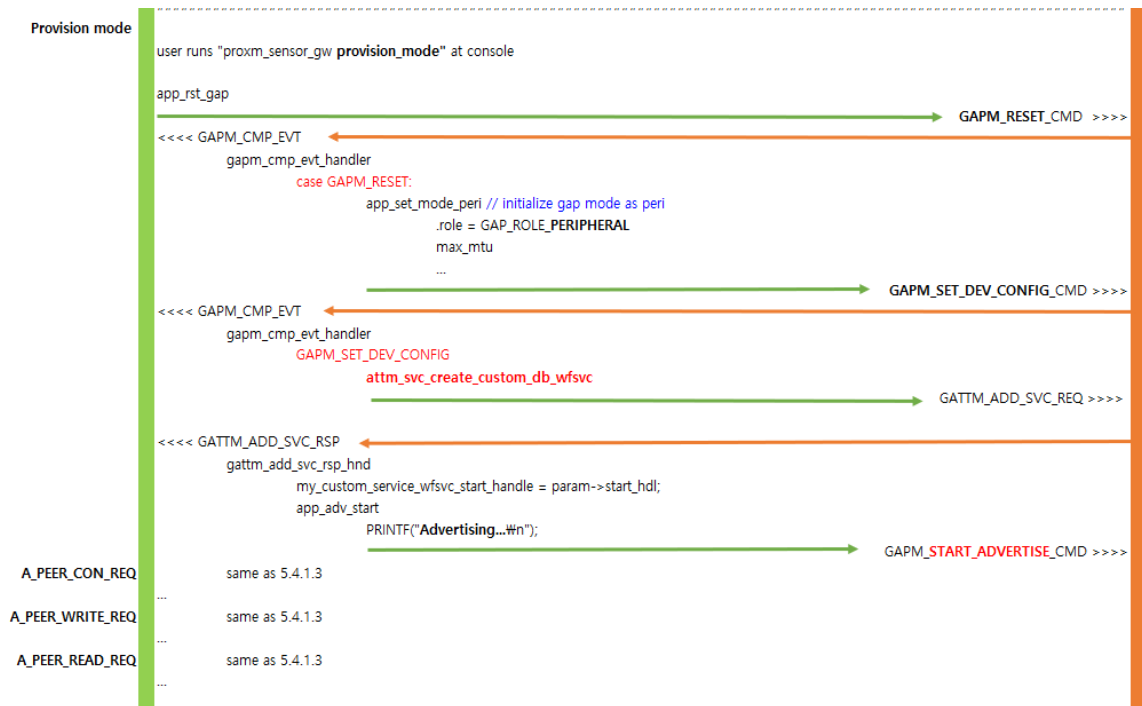 Provision mode
user runs "proxm_sensor_gw provision_mode" at console
app_rst_gap
GAPM_RESET_CMD >>>>
<<<< GAPM_CMP_EVT
gapm_cmp_evt_handler
case GAPM_RESET:
app_set_mode_peri // initialize gap mode as peri
.role = GAP_ROLE_PERIPHERAL
max_mtu
...
GAPM_SET_DEV_CONFIG_CMD >>>>
<<<< GAPM_CMP_EVT
gapm_cmp_evt_handler
GAPM_SET_DEV_CONFIG
attm_svc_create_custom_db_wfsvc
GATTM_ADD_SVC_REQ >>>>
<<<< GATTM_ADD_SVC_RSP
gattm_add_svc_rsp_hnd
my_custom_service_wfsvc_start_handle = param->start_hdl;
app_adv_start
PRINTF("Advertising...₩n");
GAPM_START_ADVERTISE_CMD >>>>
A_PEER_CON_REQ same as 5.4.1.3
...
A_PEER_WRITE_REQ same as 5.4.1.3
...
A_PEER_READ_REQ same as 5.4.1.3
...